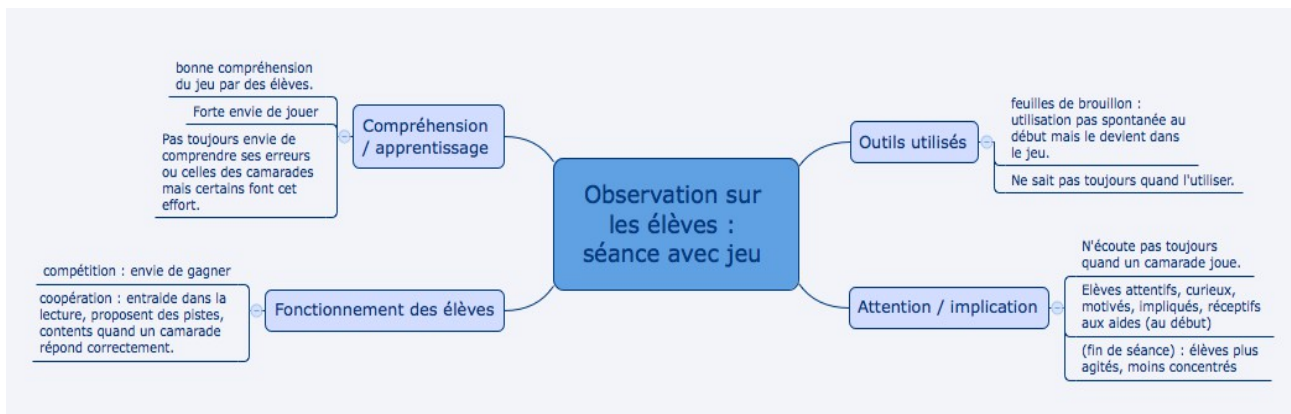 Observation sur
les élèves :
séance avec jeu
Compréhension
/ apprentissage
bonne compréhension
du jeu par des élèves.
Forte envie de jouer
Pas toujours envie de
comprendre ses erreurs
ou celles des camarades
mais certains font cet
effort.
Fonctionnement des élèves
compétition : envie de gagner
coopération : entraide dans la
lecture, proposent des pistes,
contents quand un camarade
répond correctement.
Outils utilisés
feuilles de brouillon :
utilisation pas spontanée au
début mais le devient dans
le jeu.
Ne sait pas toujours quand l'utiliser.
Attention / implication
N'écoute pas toujours
quand un camarade joue.
Elèves attentifs, curieux,
motivés, impliqués, réceptifs
aux aides (au début)
(fin de séance) : élèves plus
agités, moins concentrés